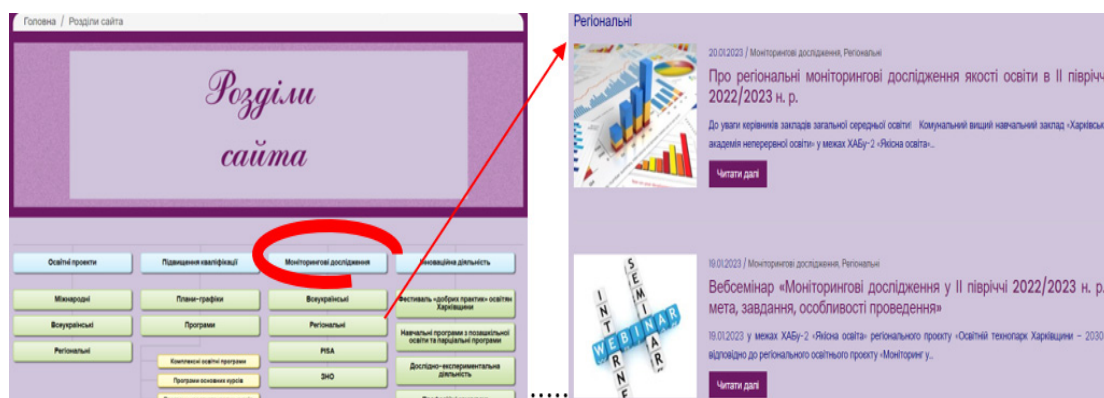 Головна / Розділи сайта
Розділи
сайта
Освітні проекти
Міжнародні
Всеукраїнські
Регіональні
Підвищення кваліфікації
Плани-графіки
Програми
Комплексні освітні програми
Програми основних курсів
Моніторингові дослідження
Всеукраїнські
Регіональні
PISA
ЗНО
Інноваційна діяльність
Фестиваль «добрих практик» освітян
Харківщини
Навчальні програми з позашкільної
освіти та парціальні програми
Дослідно-експериментальна
діяльність
Регіональні
20.01.2023 / Моніторингові дослідження, Регіональні
Про регіональні моніторингові дослідження якості освіти в ІІ півріччі
2022/2023 н. р.
До уваги керівників закладів загальної середньої освіти! Комунальний вищий навчальний заклад «Харківськ
академія неперервної освіти» у межах ХАБу-2 «Якісна освіта»...
Читати далі
INTERNE
WEBINAR
SEMINAR
19.01.2023 / Моніторингові дослідження, Регіональні
Вебсемінар «Моніторингові дослідження у ІІ півріччі 2022/2023 н. р.
мета, завдання, особливості проведення»
19.01.2023 у межах ХАБу-2 «Якісна освіта» регіонального проєкту «Освітній технопарк Харківщини – 2030
відповідно до регіонального освітнього проєкту «Моніторинг у...
Читати далі